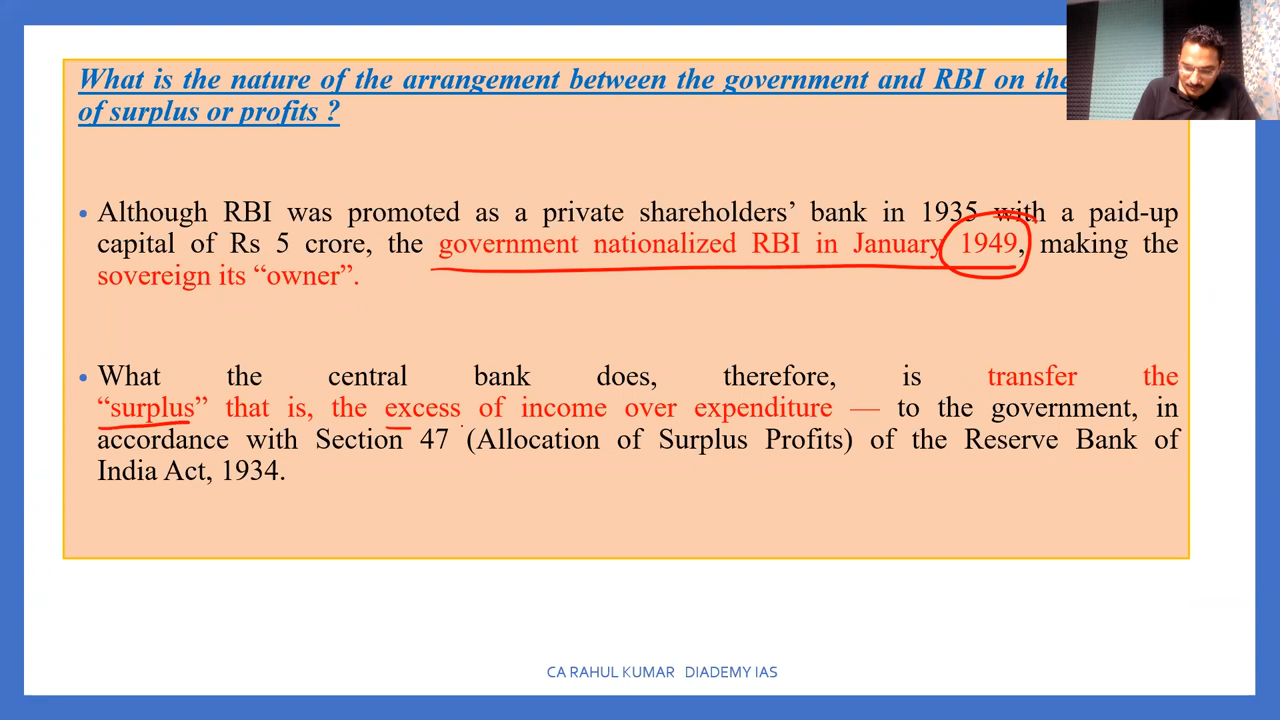 What is the nature of the arrangement between the government and RBI on the
of surplus or profits ?
• Although RBI was promoted as a private shareholders’ bank in 1935 with a paid-up
capital of Rs 5 crore, the government nationalized RBI in January 1949, making the
sovereign its “owner”.
• What the central bank does, therefore, is transfer the
“surplus” that is, the excess of income over expenditure — to the government, in
accordance with Section 47 (Allocation of Surplus Profits) of the Reserve Bank of
India Act, 1934.
CA RAHUL KUMAR DIADEMY IAS